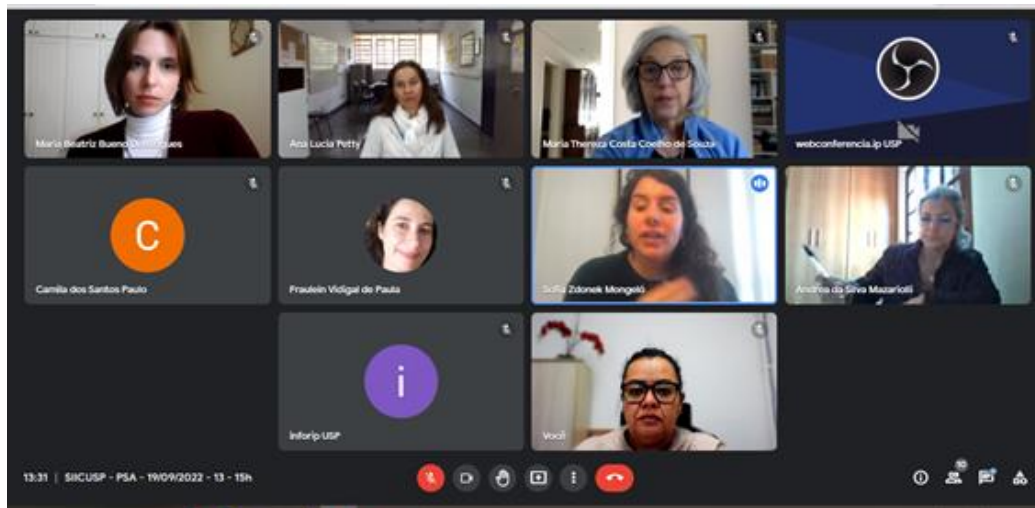 Maria Beatriz Bueno Domingues
Ana Lucia Petty
Maria Thereza Costa Coelho de Souza
webconferencia.ip USP
C
Camila dos Santos Paulo
Fraulein Vidigal de Paula
Sofia Zdonek Mongeló
Andrea da Silva Mazariolli
i
inforip USP
Você
13:31 | SIICUSP - PSA - 19/09/2022 - 13 - 15h
10